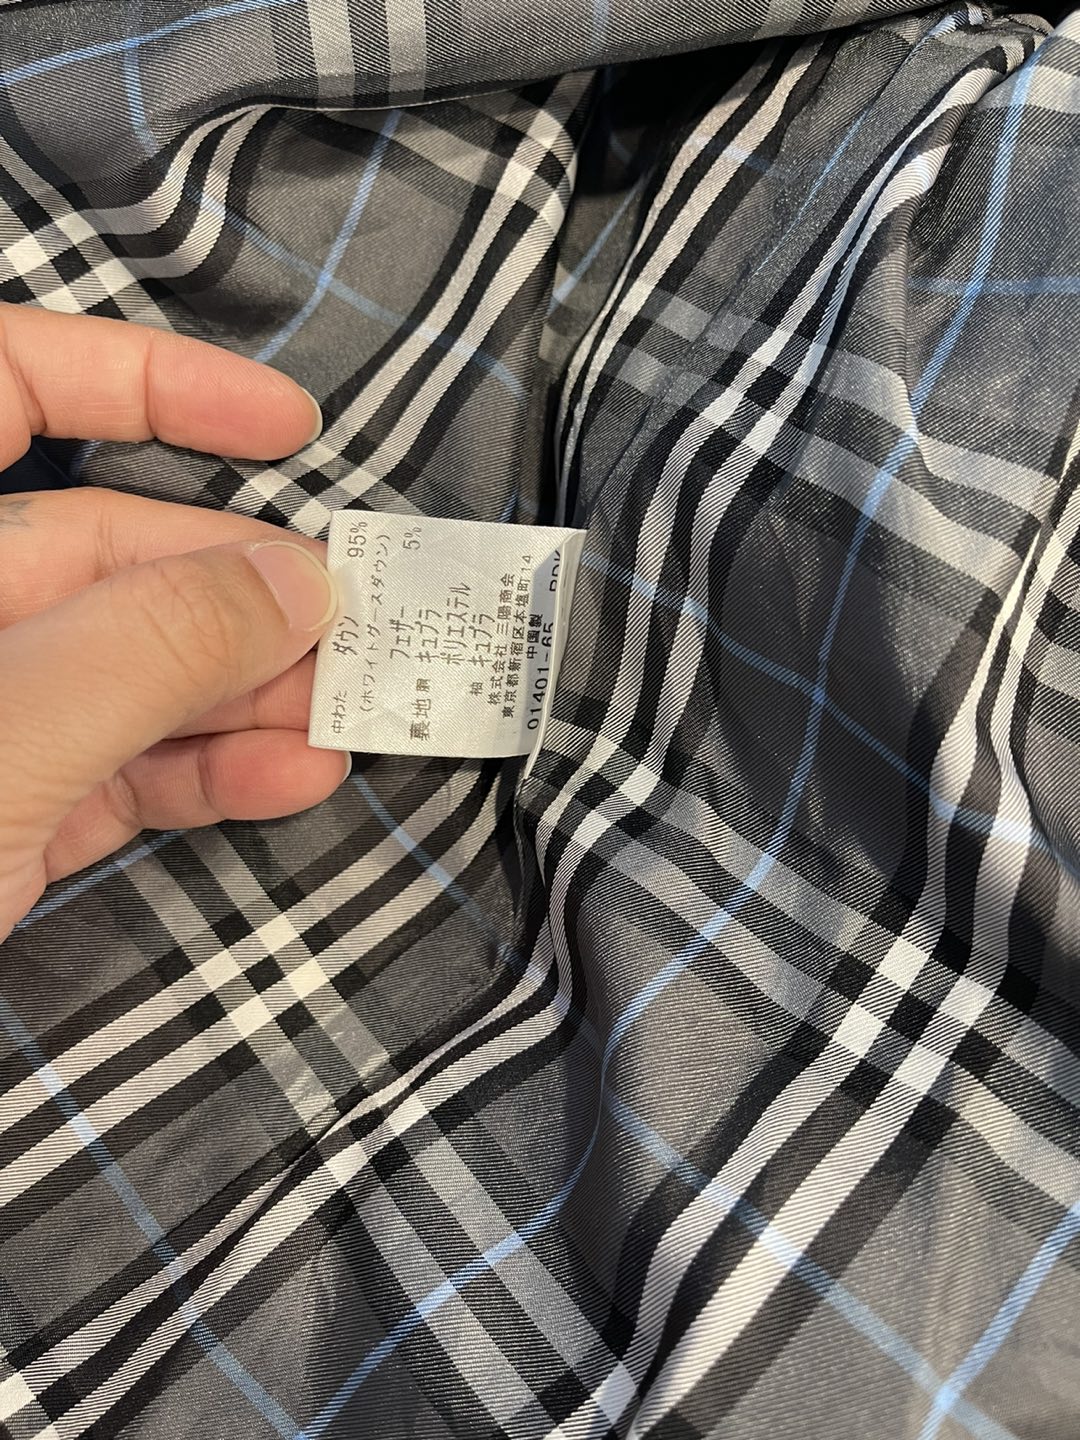 中わた ダウン 95%
(ホワイトグースダウン)
フェザー 5%
裏地 胴 キュプラ
ポリエステル
袖 キュプラ
株式会社 三陽商会
東京都新宿区本塩町14
中国製
01401-65